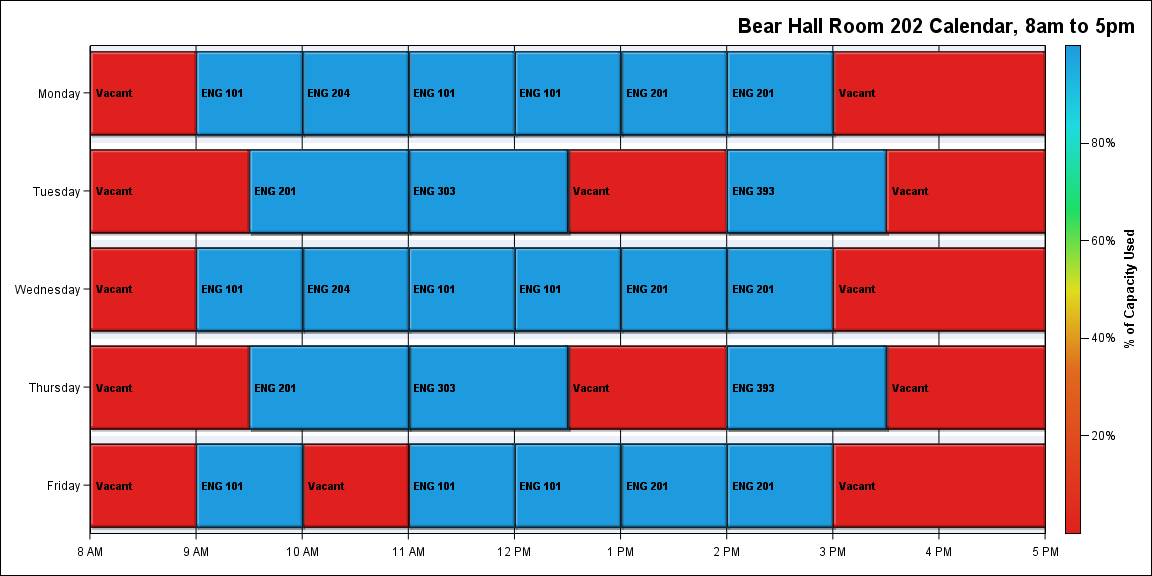 Bear Hall Room 202 Calendar, 8am to 5pm
Monday
Vacant
ENG 101
ENG 204
ENG 101
ENG 101
ENG 201
ENG 201
Vacant
Tuesday
Vacant
ENG 201
ENG 303
Vacant
ENG 393
Vacant
Wednesday
Vacant
ENG 101
ENG 204
ENG 101
ENG 101
ENG 201
ENG 201
Vacant
Thursday
Vacant
ENG 201
ENG 303
Vacant
ENG 393
Vacant
Friday
Vacant
ENG 101
Vacant
ENG 101
ENG 101
ENG 201
ENG 201
Vacant
8 AM
9 AM
10 AM
11 AM
12 PM
1 PM
2 PM
3 PM
4 PM
5 PM
80%
60%
40%
20%
% of Capacity Used